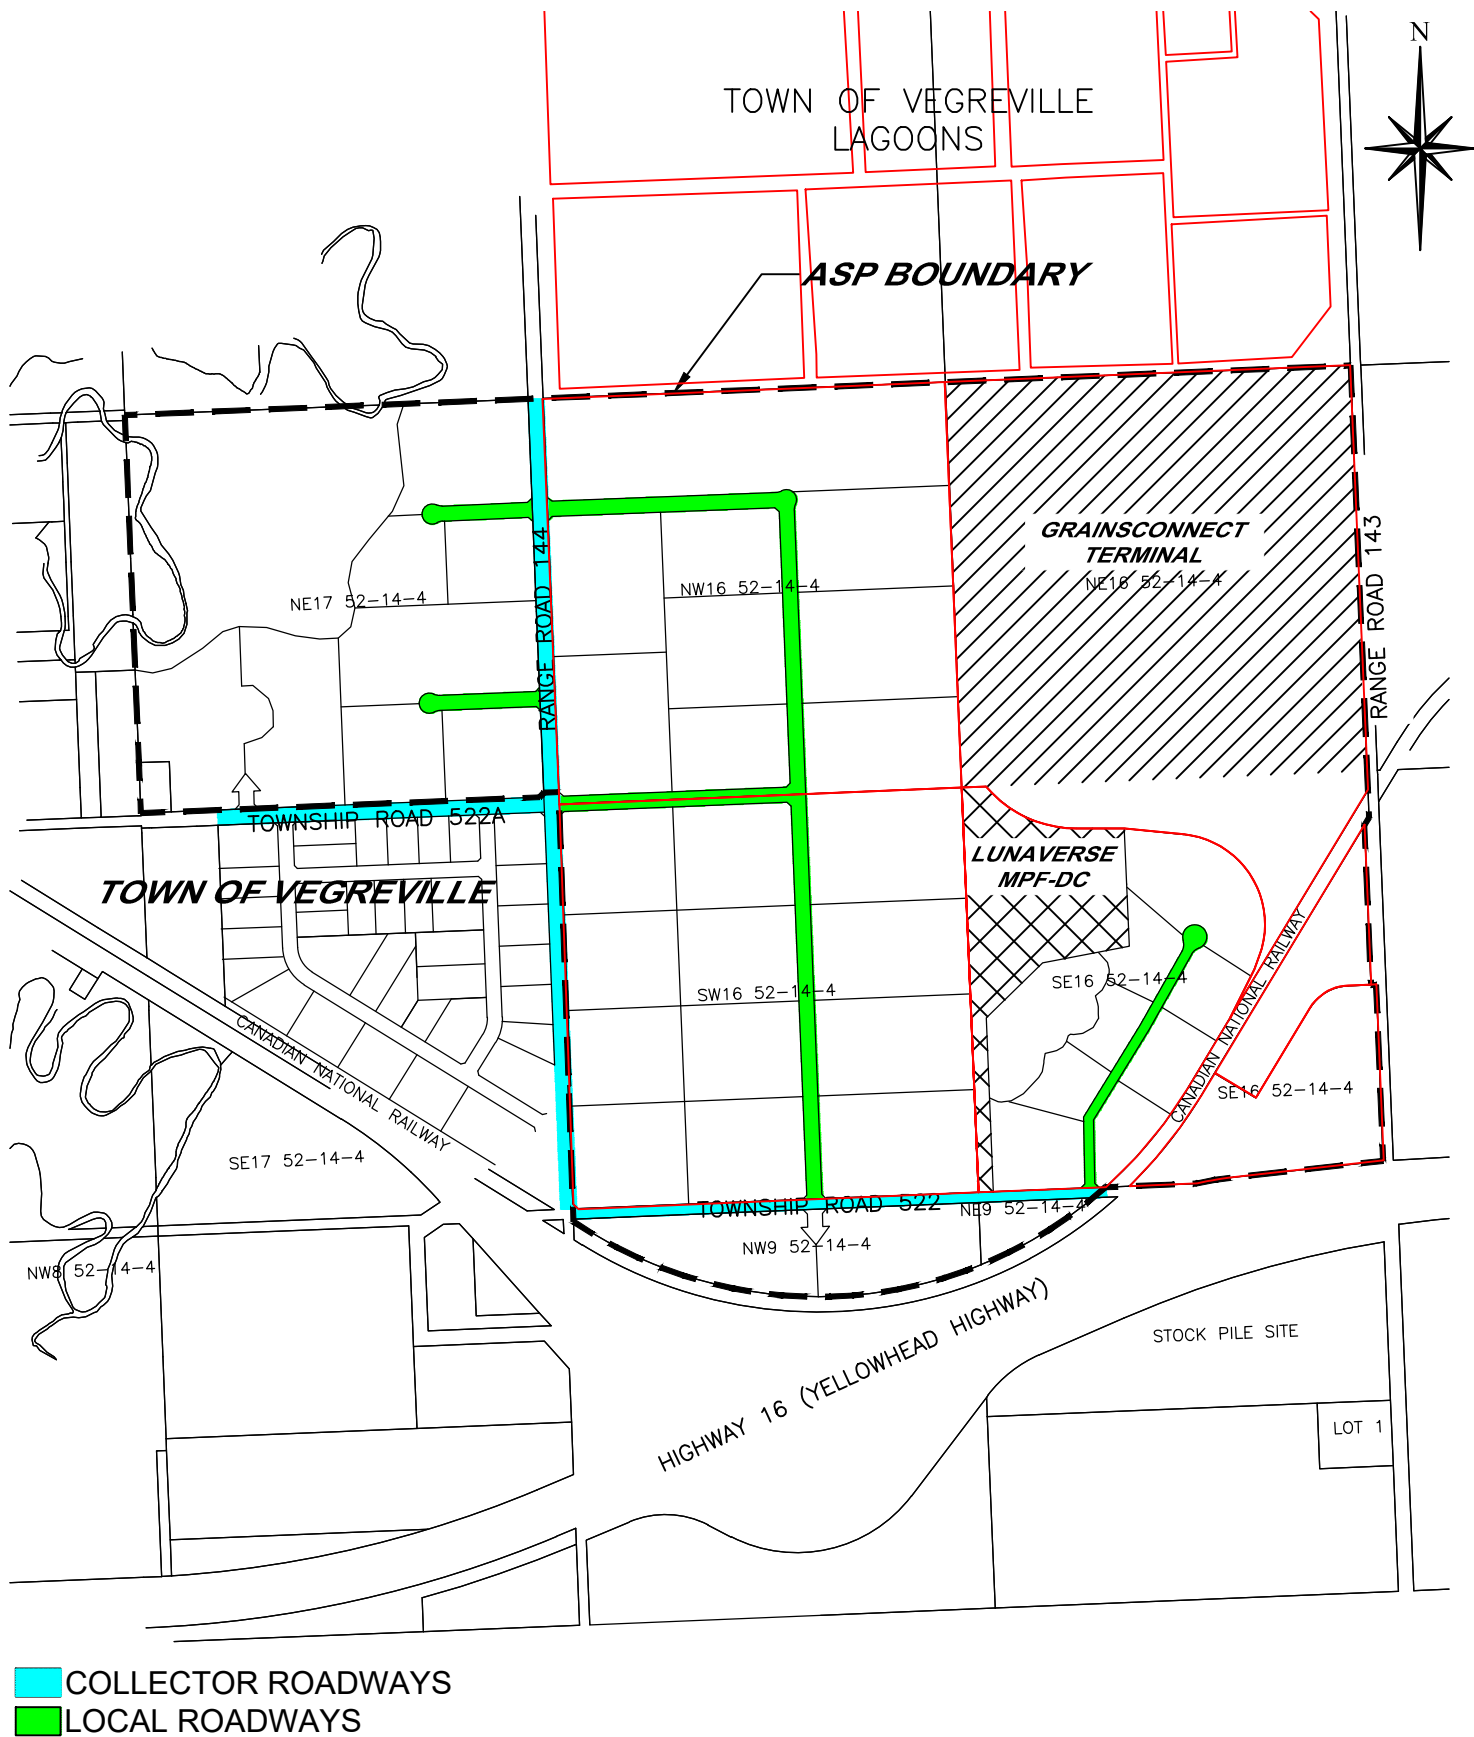 N
TOWN OF VEGREVILLE
LAGOONS
ASP BOUNDARY
GRAINSCONNECT
TERMINAL
NE16 52-14-4
RANGE ROAD 143
RANGE ROAD 144
NW16 52-14-4
NE17 52-14-4
TOWNSHIP ROAD 522A
TOWN OF VEGREVILLE
LUNAVERSE
MPF-DC
SE16 52-14-4
SW16 52-14-4
CANADIAN NATIONAL RAILWAY
CANADIAN NATIONAL RAILWAY
SE16 52-14-4
SE17 52-14-4
TOWNSHIP ROAD 522
NE9 52-14-4
NW9 52-14-4
NW8 52-14-4
HIGHWAY 16 (YELLOWHEAD HIGHWAY)
STOCK PILE SITE
LOT 1
COLLECTOR ROADWAYS
LOCAL ROADWAYS